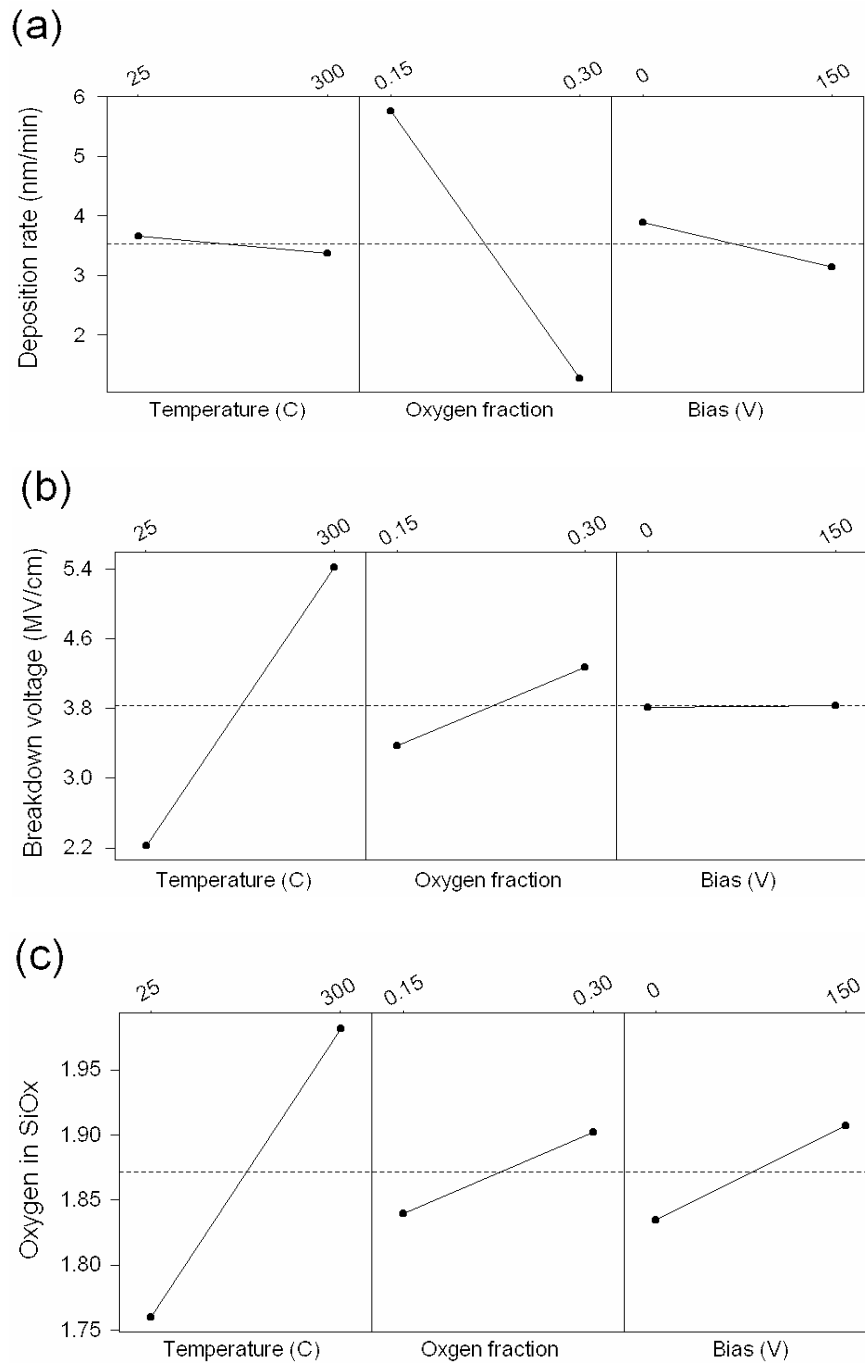 (a)
25 300 0.15 0.30 0 150
6
5
4
3
2
Deposition rate (nm/min)
Temperature (C) Oxygen fraction Bias (V)
(b)
25 300 0.15 0.30 0 150
5.4
4.6
3.8
3.0
2.2
Breakdown voltage (MV/cm)
Temperature (C) Oxygen fraction Bias (V)
(c)
25 300 0.15 0.30 0 150
1.95
1.90
1.85
1.80
1.75
Oxygen in SiOx
Temperature (C) Oxgen fraction Bias (V)